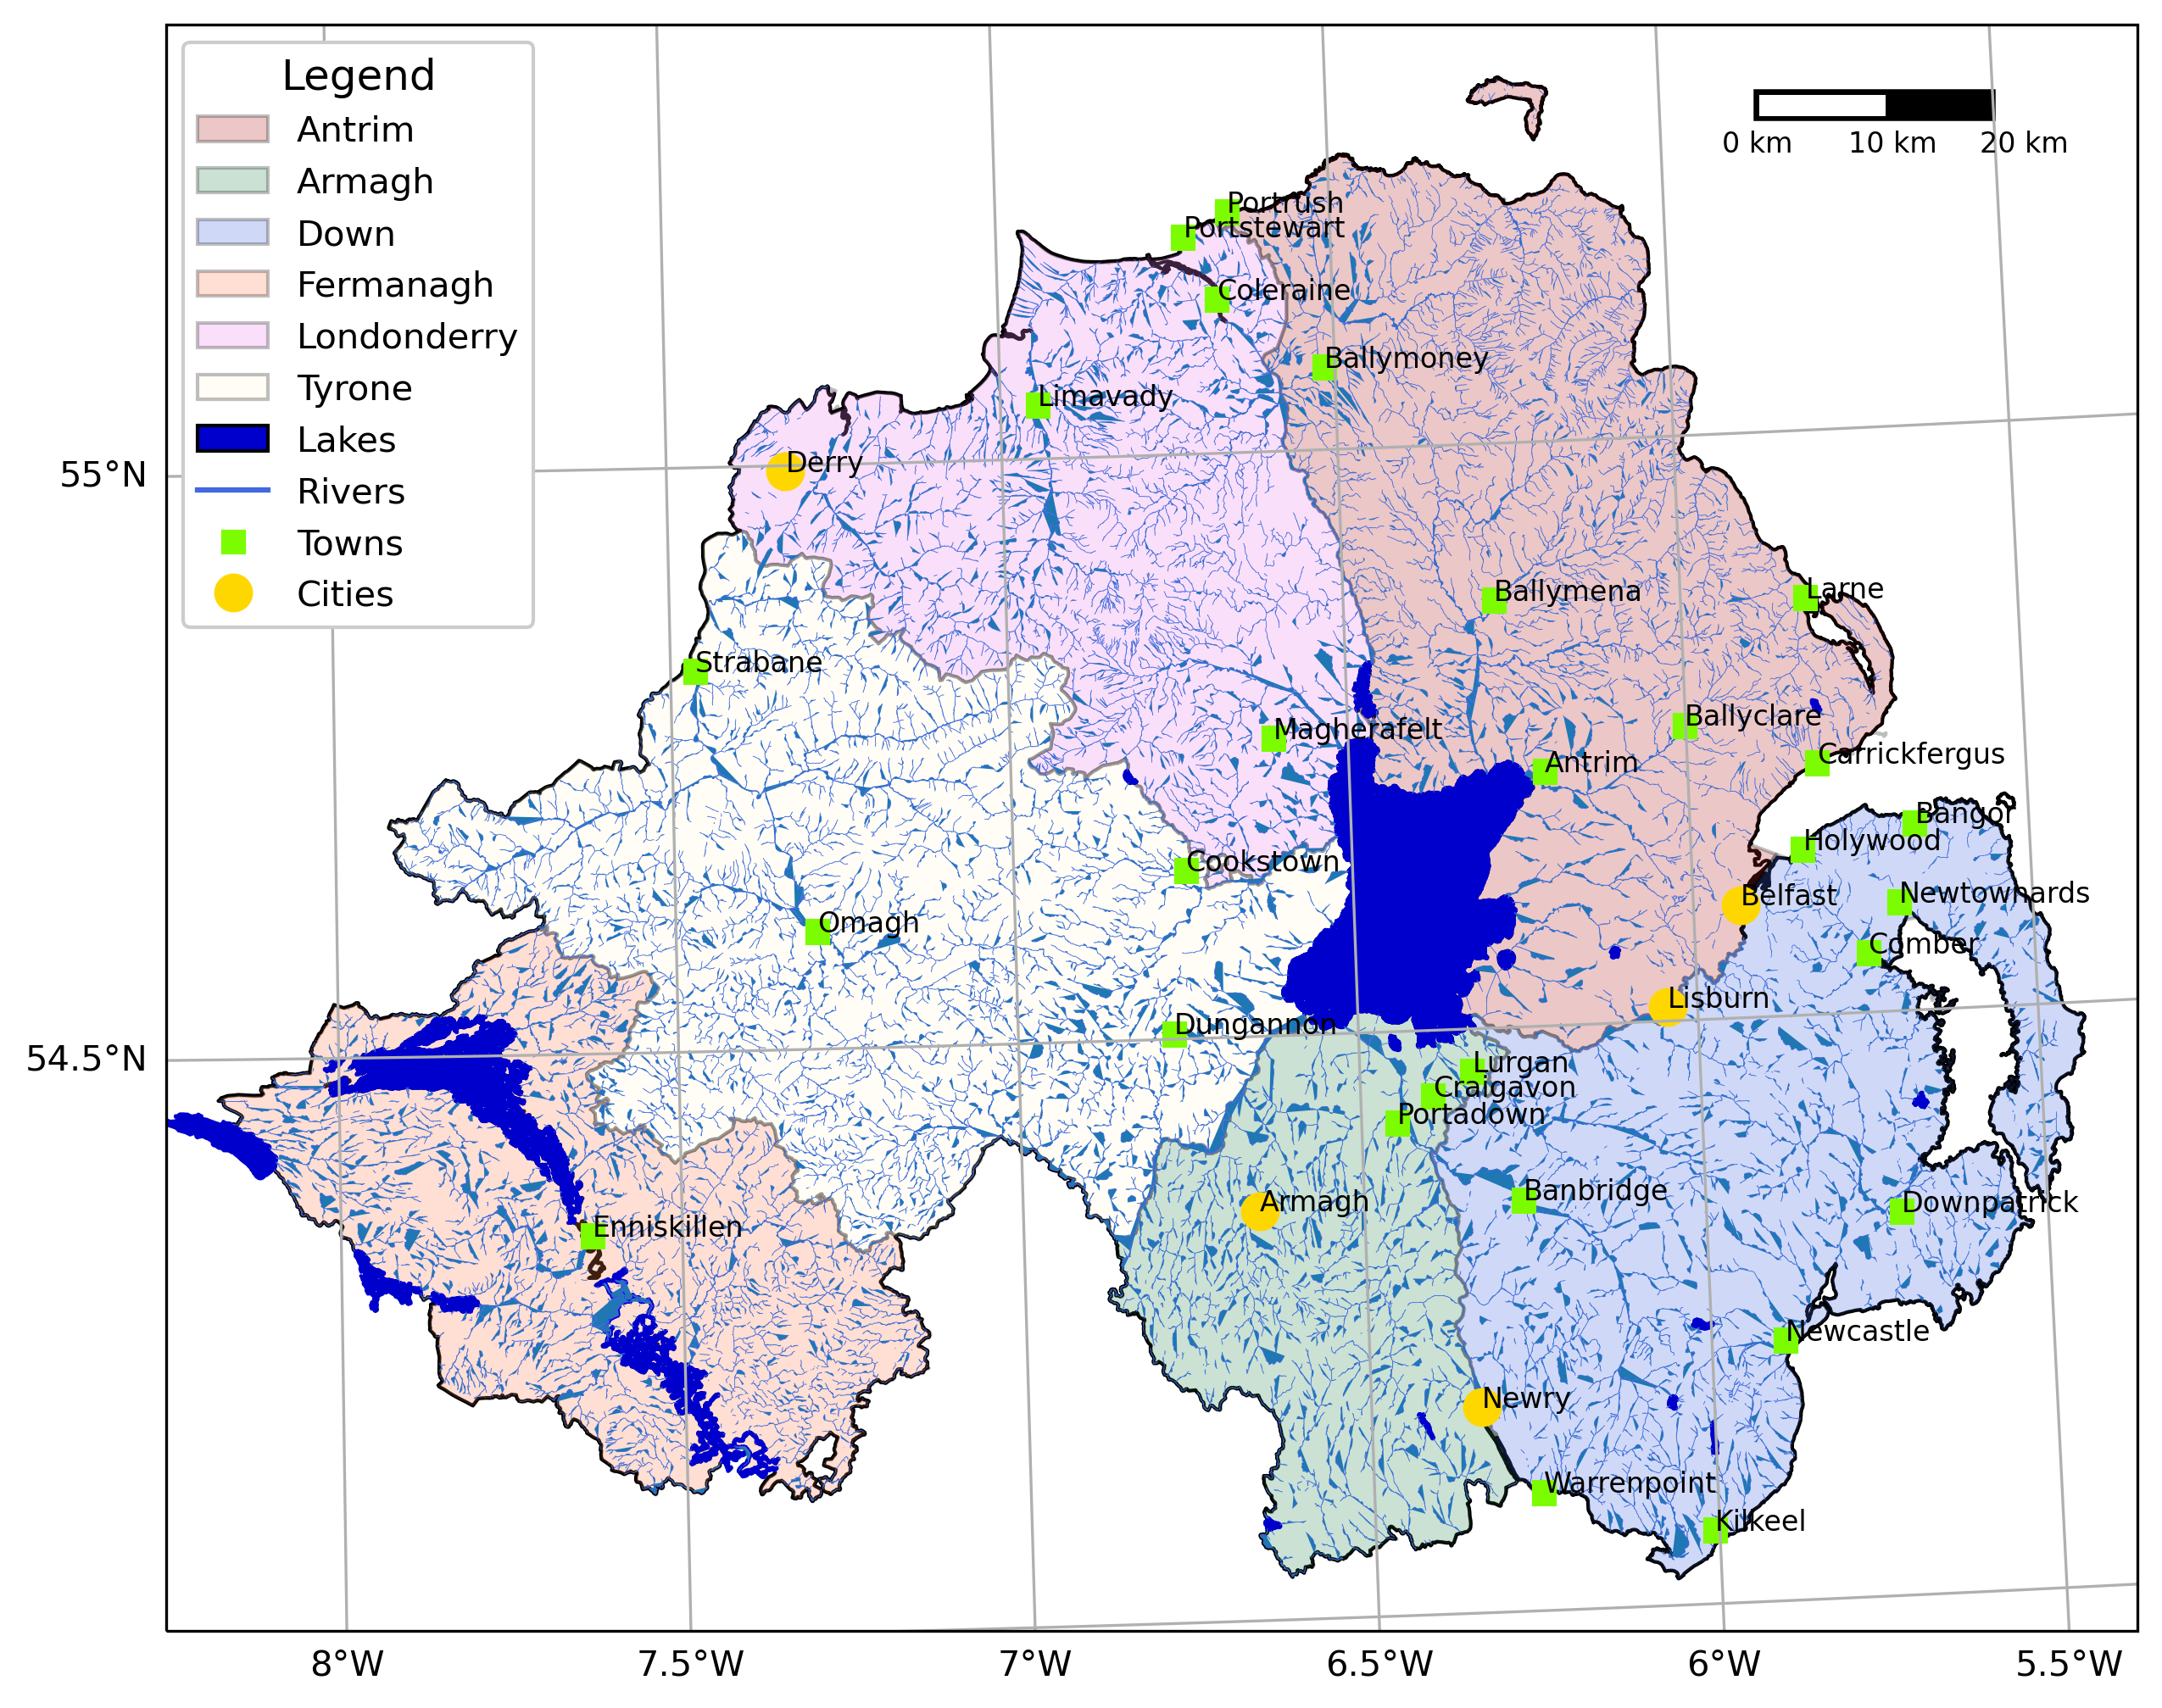 Legend
Antrim
Armagh
Down
Fermanagh
Londonderry
Tyrone
Lakes
Rivers
Towns
Cities
0 km 10 km 20 km
Portrush
Portstewart
Coleraine
Ballymoney
Limavady
Derry
55°N
Larne
Ballymena
Strabane
Ballyclare
Magherafelt
Carrickfergus
Antrim
Bangor
Holywood
Cookstown
Newtownards
Belfast
Omagh
Comber
Lisburn
Dungannon
54.5°N
Lurgan
Craigavon
Portadown
Banbridge
Armagh
Downpatrick
Enniskillen
Newcastle
Newry
Warrenpoint
Kilkeel
8°W 7.5°W 7°W 6.5°W 6°W 5.5°W